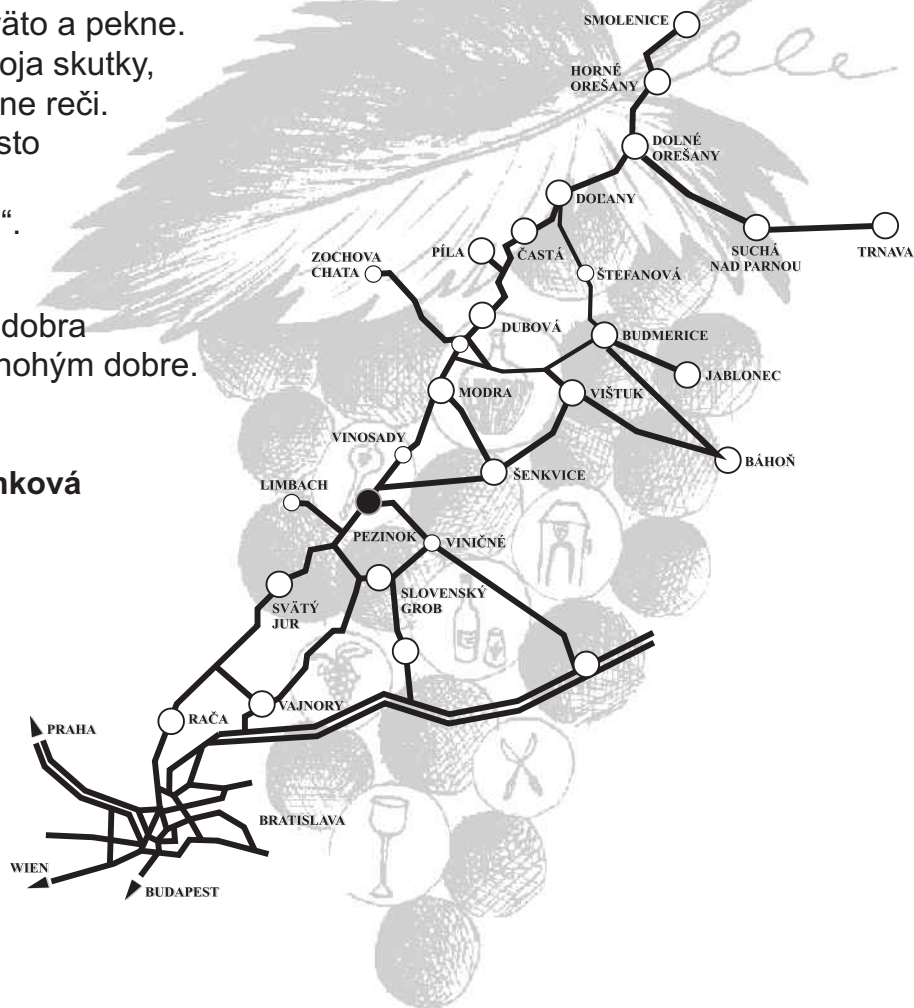 äto a pekne.
oja skutky,
ne reči.
sto
“.
dobra
nohým dobre.
nková
SMOLENICE
HORNÉ
OREŠANY
DOLNÉ
OREŠANY
DOĽANY
SUCHÁ
NAD PARNOU
TRNAVA
ČASTÁ
PÍLA
ZOCHOVA
CHATA
ŠTEFANOVÁ
DUBOVÁ
BUDMERICE
JABLONEC
MODRA
VIŠTUK
VINOSADY
BÁHOŇ
ŠENKVICE
LIMBACH
PEZINOK
VINIČNÉ
SLOVENSKÝ
GROB
SVÄTÝ
JUR
VAJNORY
RAČA
PRAHA
BRATISLAVA
WIEN
BUDAPEST